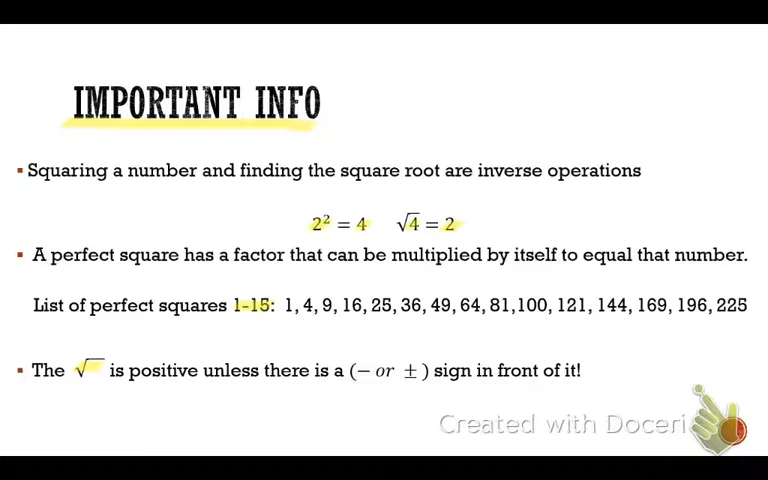 IMPORTANT INFO
▪ Squaring a number and finding the square root are inverse operations
2² = 4 √4 = 2
▪ A perfect square has a factor that can be multiplied by itself to equal that number.
List of perfect squares 1-15: 1, 4, 9, 16, 25, 36, 49, 64, 81,100, 121, 144, 169, 196, 225
▪ The √ is positive unless there is a (− or ± ) sign in front of it!
Created with Doceri